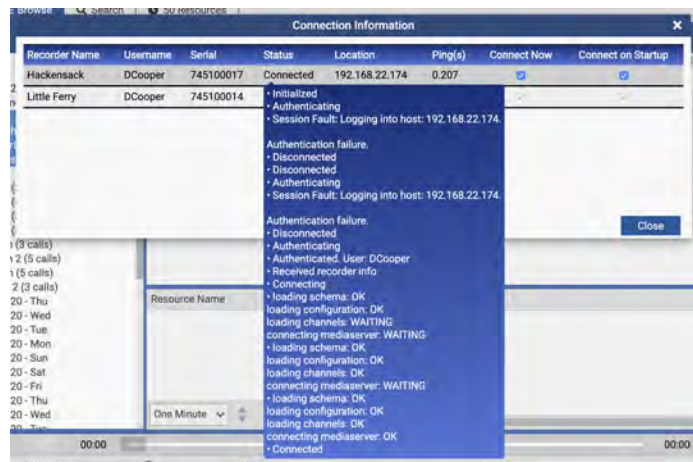 Browse Search 50 Resources
Connection Information
Recorder Name Username Serial Status Location Ping(s) Connect Now Connect on Startup
Hackensack DCooper 745100017 Connected 192.168.22.174 0.207
Little Ferry DCooper 745100014
• Initialized
• Authenticating
• Session Fault: Logging into host: 192.168.22.174.
Authentication failure.
• Disconnected
• Disconnected
• Authenticating
• Session Fault: Logging into host: 192.168.22.174.
Authentication failure.
• Disconnected
• Authenticating
• Authenticated. User: DCooper
• Received recorder info
• Connecting
• loading schema: OK
loading configuration: OK
loading channels: WAITING
connecting mediaserver: WAITING
• loading schema: OK
loading configuration: OK
loading channels: OK
connecting mediaserver: WAITING
• loading schema: OK
loading configuration: OK
loading channels: OK
connecting mediaserver: OK
• Connected
Close
(3 calls)
2 (5 calls)
(5 calls)
2 (3 calls)
20 - Thu
20 - Wed
20 - Tue
20 - Mon
20 - Sun
20 - Sat
20 - Fri
20 - Thu
20 - Wed
20 - Tue
Resource Name
One Minute
00:00 00:00